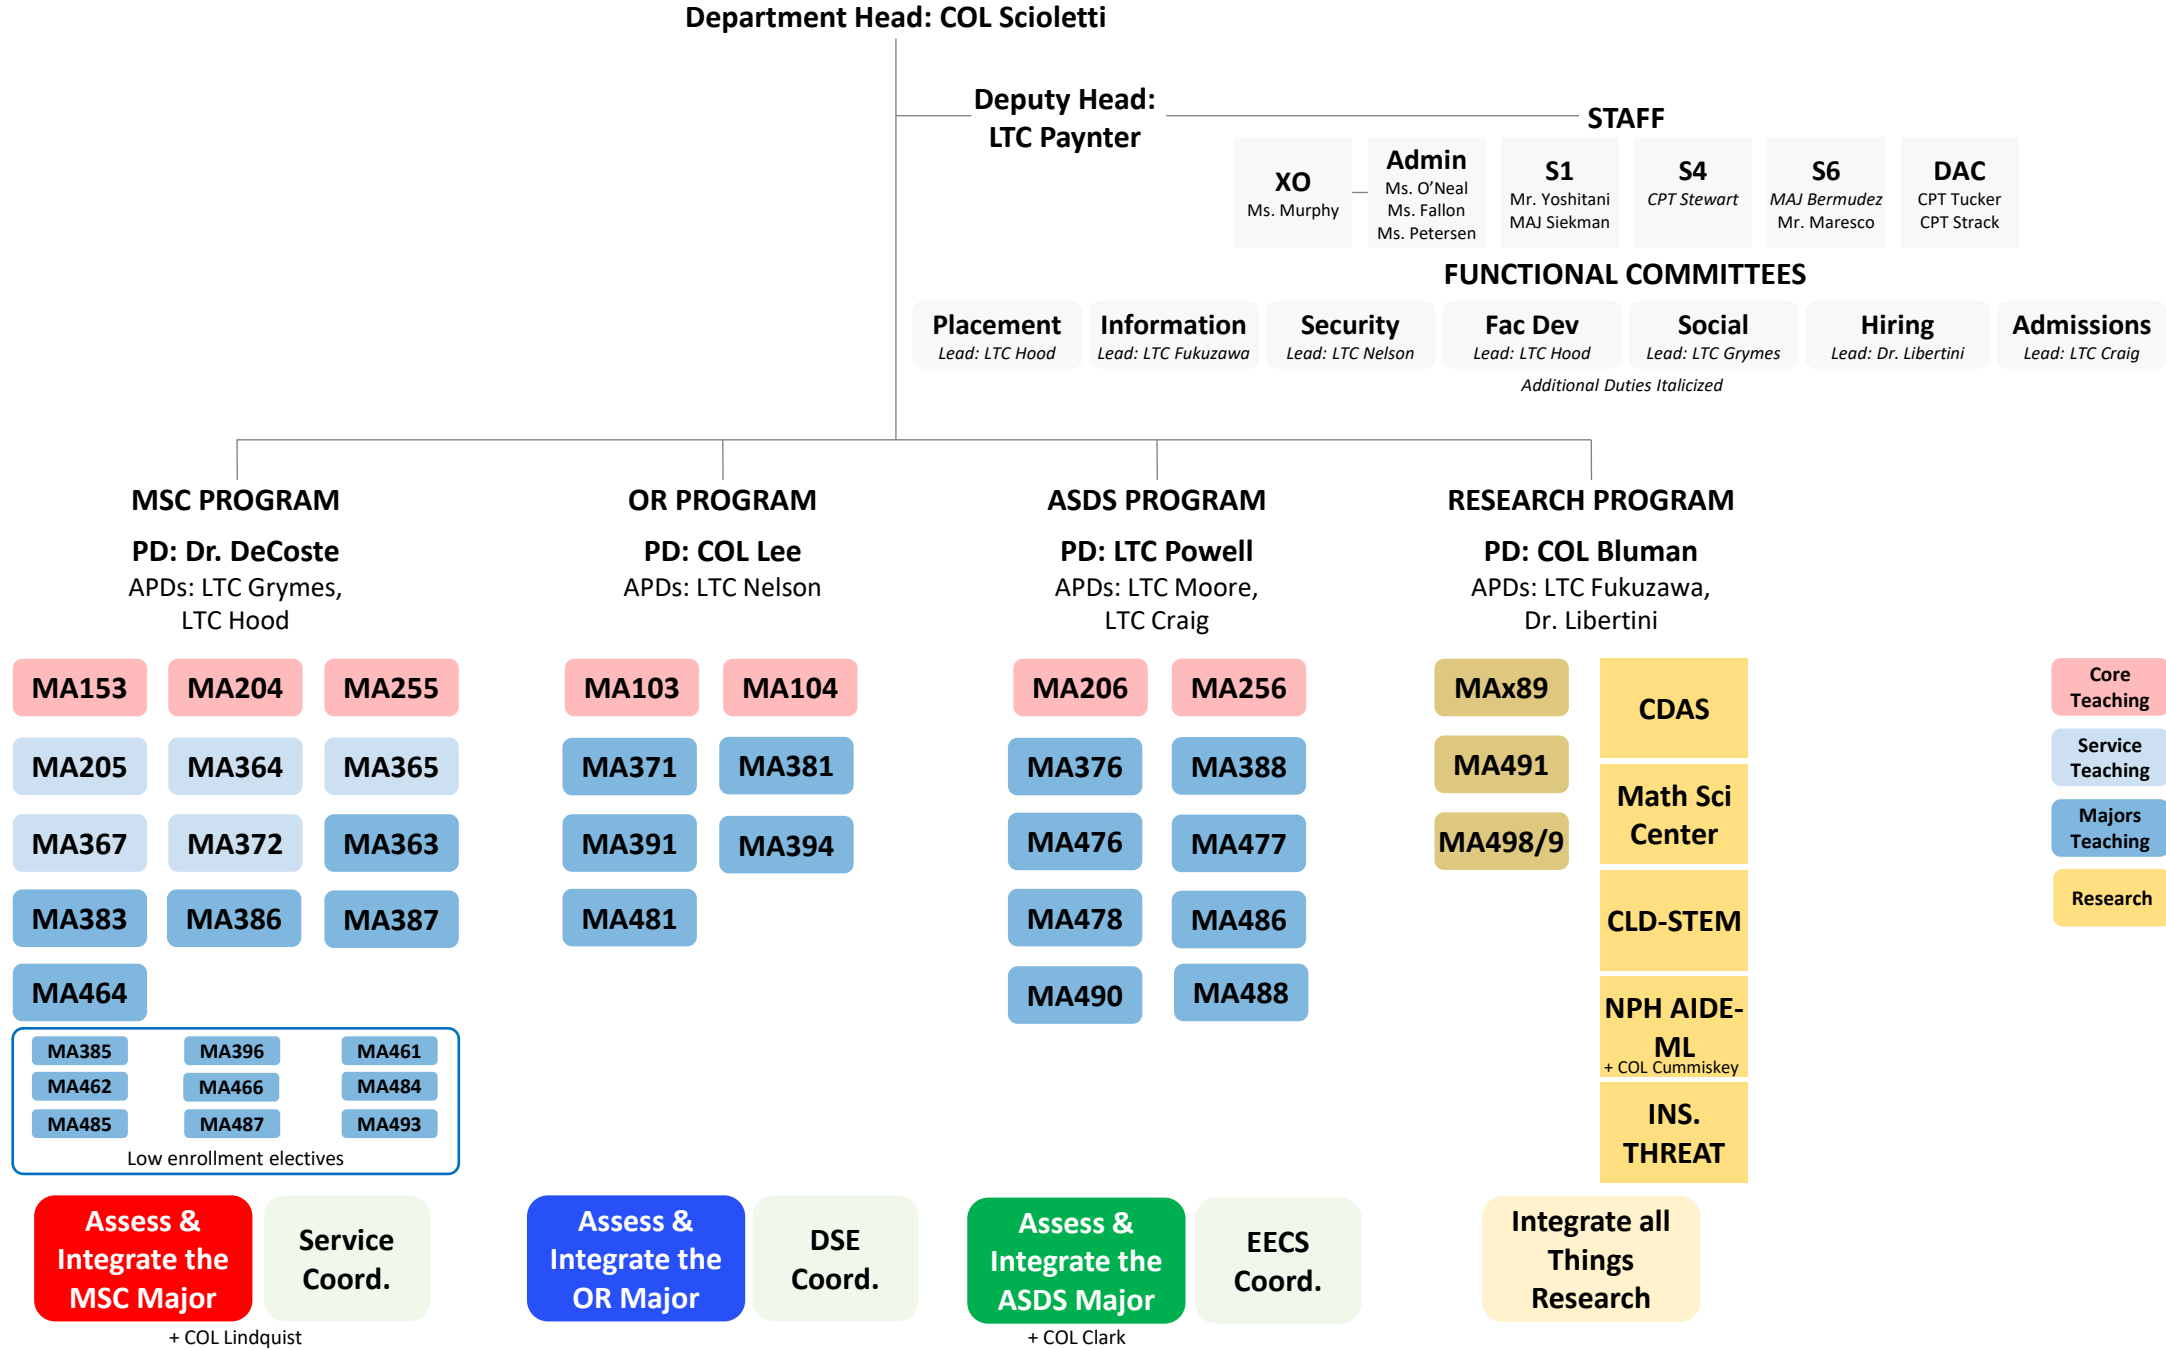 Department Head: COL Scioletti
Deputy Head:
LTC Paynter
STAFF
XO
Ms. Murphy
Admin
Ms. O’Neal
Ms. Fallon
Ms. Petersen
S1
Mr. Yoshitani
MAJ Siekman
S4
CPT Stewart
S6
MAJ Bermudez
Mr. Maresco
DAC
CPT Tucker
CPT Strack
FUNCTIONAL COMMITTEES
Placement
Lead: LTC Hood
Information
Lead: LTC Fukuzawa
Security
Lead: LTC Nelson
Fac Dev
Lead: LTC Hood
Social
Lead: LTC Grymes
Hiring
Lead: Dr. Libertini
Admissions
Lead: LTC Craig
Additional Duties Italicized
MSC PROGRAM
PD: Dr. DeCoste
APDs: LTC Grymes,
LTC Hood
MA153 MA204 MA255
MA205 MA364 MA365
MA367 MA372 MA363
MA383 MA386 MA387
MA464
MA385 MA396 MA461
MA462 MA466 MA484
MA485 MA487 MA493
Low enrollment electives
Assess &
Integrate the
MSC Major
Service
Coord.
+ COL Lindquist
OR PROGRAM
PD: COL Lee
APDs: LTC Nelson
MA103 MA104
MA371 MA381
MA391 MA394
MA481
Assess &
Integrate the
OR Major
DSE
Coord.
ASDS PROGRAM
PD: LTC Powell
APDs: LTC Moore,
LTC Craig
MA206 MA256
MA376 MA388
MA476 MA477
MA478 MA486
MA490 MA488
Assess &
Integrate the
ASDS Major
EECS
Coord.
+ COL Clark
RESEARCH PROGRAM
PD: COL Bluman
APDs: LTC Fukuzawa,
Dr. Libertini
MAx89
MA491
MA498/9
CDAS
Math Sci
Center
CLD-STEM
NPH AIDE-
ML
+ COL Cummiskey
INS.
THREAT
Integrate all
Things
Research
Core
Teaching
Service
Teaching
Majors
Teaching
Research